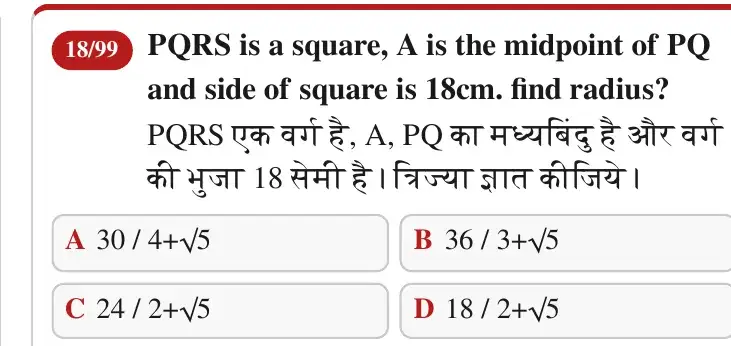 18/99 PQRS is a square, A is the midpoint of PQ
and side of square is 18cm. find radius?
PQRS एक वर्ग है, A, PQ का मध्यबिंदु है और वर्ग
की भुजा 18 सेमी है। त्रिज्या ज्ञात कीजिये।
A 30 / 4+√5
B 36 / 3+√5
C 24 / 2+√5
D 18 / 2+√5